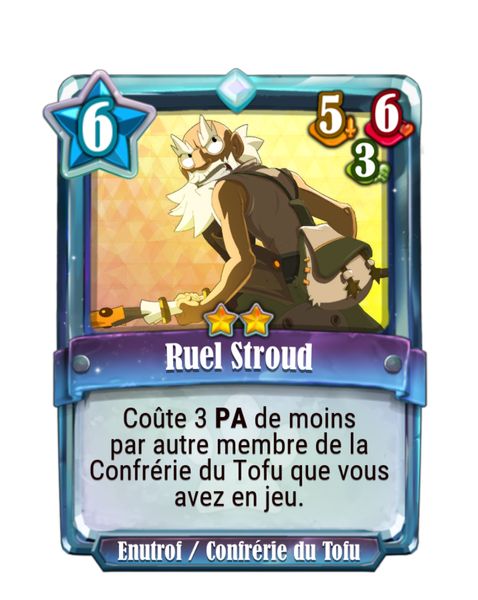 6
5
6
3
Ruel Stroud
Coûte 3 PA de moins
par autre membre de la
Confrérie du Tofu que vous
avez en jeu.
Enutrof / Confrérie du Tofu